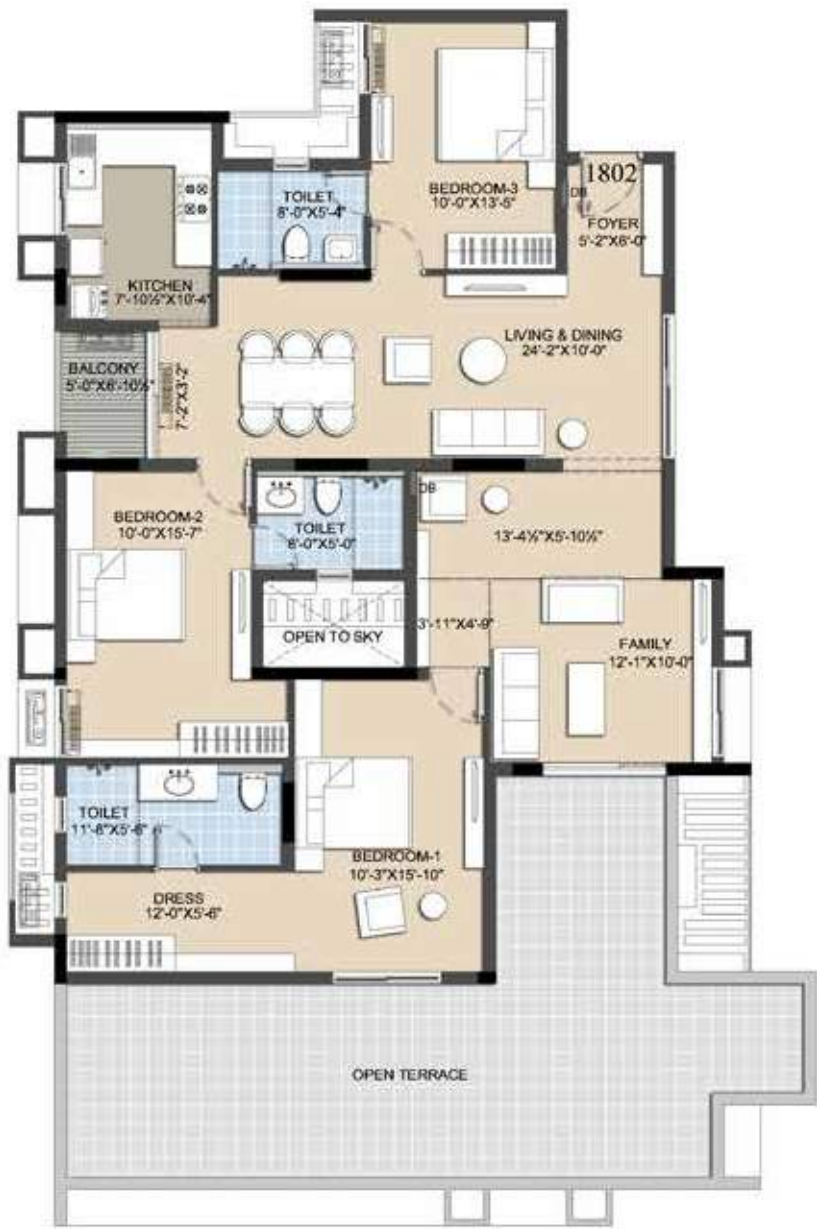 1802
DB
FOYER
5'-2"X6'-0"
BEDROOM-3
10'-0"X13'-5"
TOILET
8'-0"X5'-4"
KITCHEN
7'-10½"X10'-4"
LIVING & DINING
24'-2"X10'-0"
BALCONY
5'-0"X6'-10½"
7'-2"X3'-2"
BEDROOM-2
10'-0"X15'-7"
TOILET
8'-0"X5'-0"
DB
13'-4½"X5'-10½"
OPEN TO SKY
3'-11"X4'-9"
FAMILY
12'-1"X10'-0"
TOILET
11'-8"X5'-6"
BEDROOM-1
10'-3"X15'-10"
DRESS
12'-0"X5'-6"
OPEN TERRACE